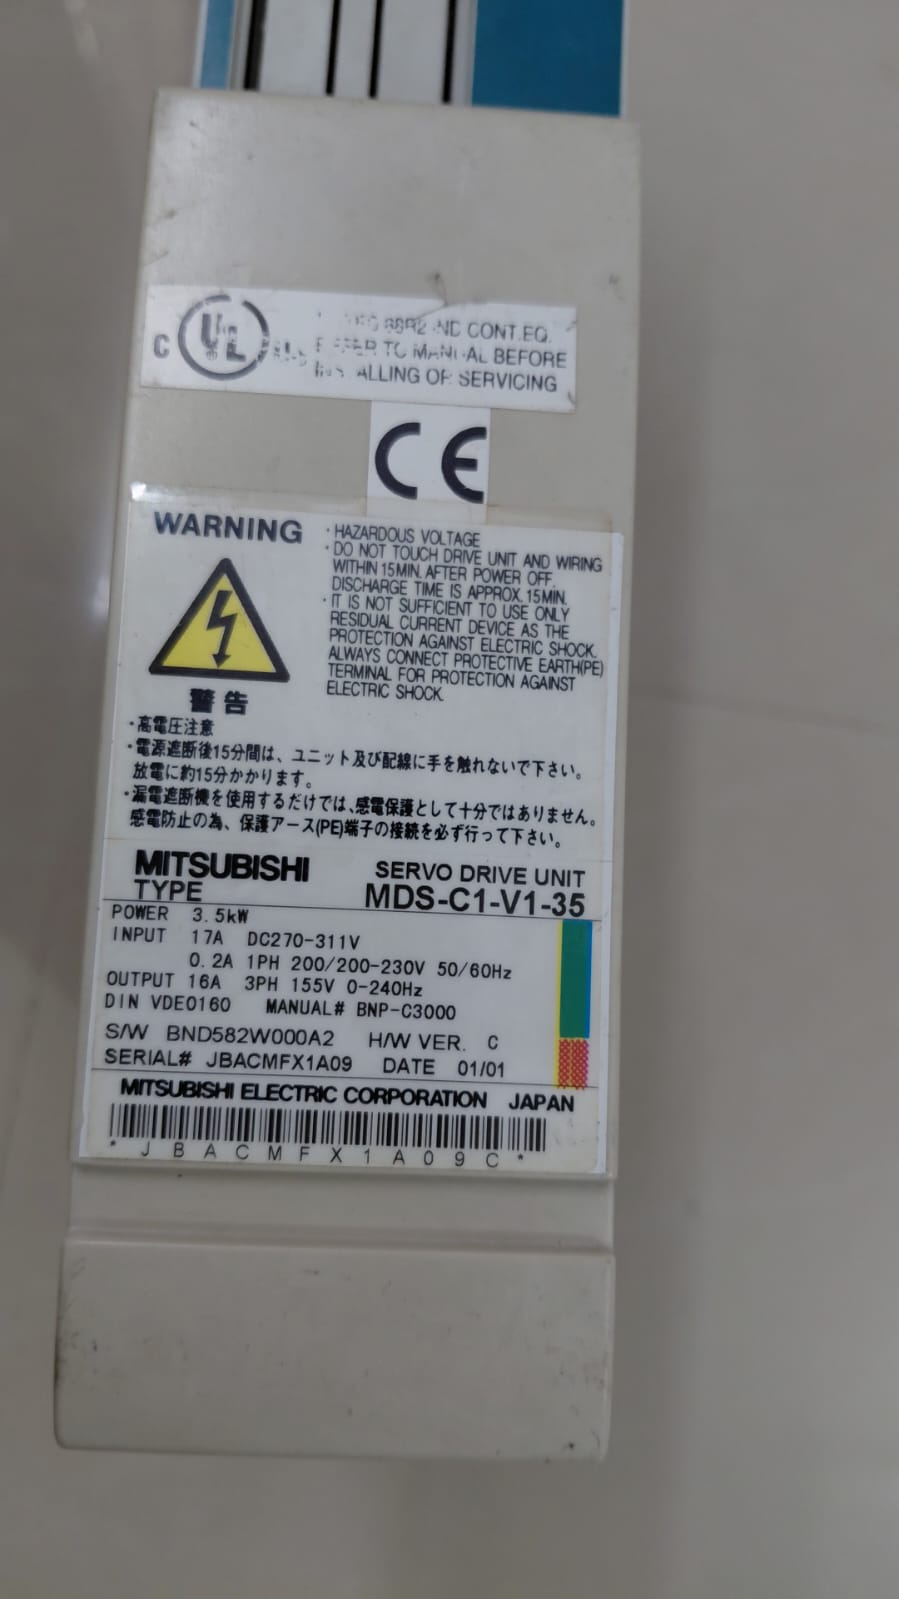 C UL ND CONT.EQ.
TO MANUAL BEFORE
OR SERVICING
CE
WARNING
・HAZARDOUS VOLTAGE
・DO NOT TOUCH DRIVE UNIT AND WIRING
WITHIN 15MIN. AFTER POWER OFF.
DISCHARGE TIME IS APPROX. 15MIN.
・IT IS NOT SUFFICIENT TO USE ONLY
RESIDUAL CURRENT DEVICE AS THE
PROTECTION AGAINST ELECTRIC SHOCK.
ALWAYS CONNECT PROTECTIVE EARTH(PE)
TERMINAL FOR PROTECTION AGAINST
ELECTRIC SHOCK.
警告
・高電圧注意
・電源遮断後15分間は、ユニット及び配線に手を触れないで下さい。
放電に約15分かかります。
・漏電遮断機を使用するだけでは、感電保護として十分ではありません。
感電防止の為、保護アース(PE)端子の接続を必ず行って下さい。
MITSUBISHI SERVO DRIVE UNIT
TYPE MDS-C1-V1-35
POWER 3.5kW
INPUT 17A DC270-311V
0.2A 1PH 200/200-230V 50/60Hz
OUTPUT 16A 3PH 155V 0-240Hz
DIN VDE0160 MANUAL# BNP-C3000
S/W BND582W000A2 H/W VER. C
SERIAL# JBACMFX1A09 DATE 01/01
MITSUBISHI ELECTRIC CORPORATION JAPAN
* J B A C M F X 1 A 0 9 C *